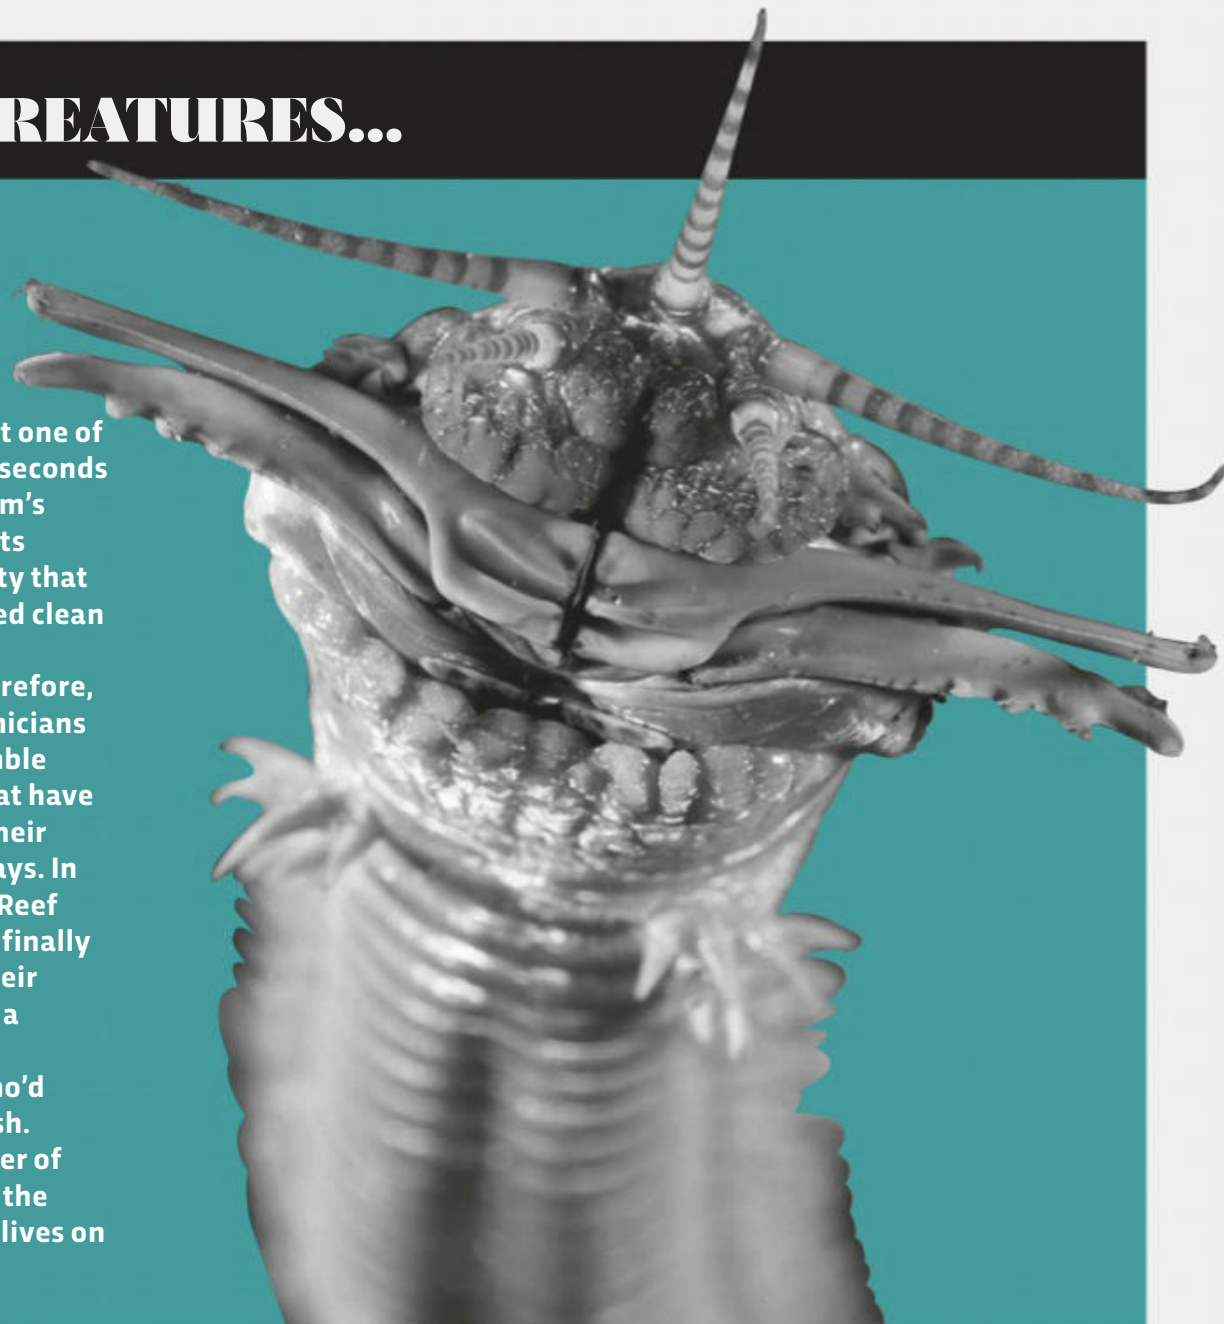 REATURES...
t one of
seconds
m’s
ts
ty that
ed clean
refore,
nicians
ble
at have
heir
ays. In
Reef
finally
eir
a
o’d
sh.
er of
the
lives on